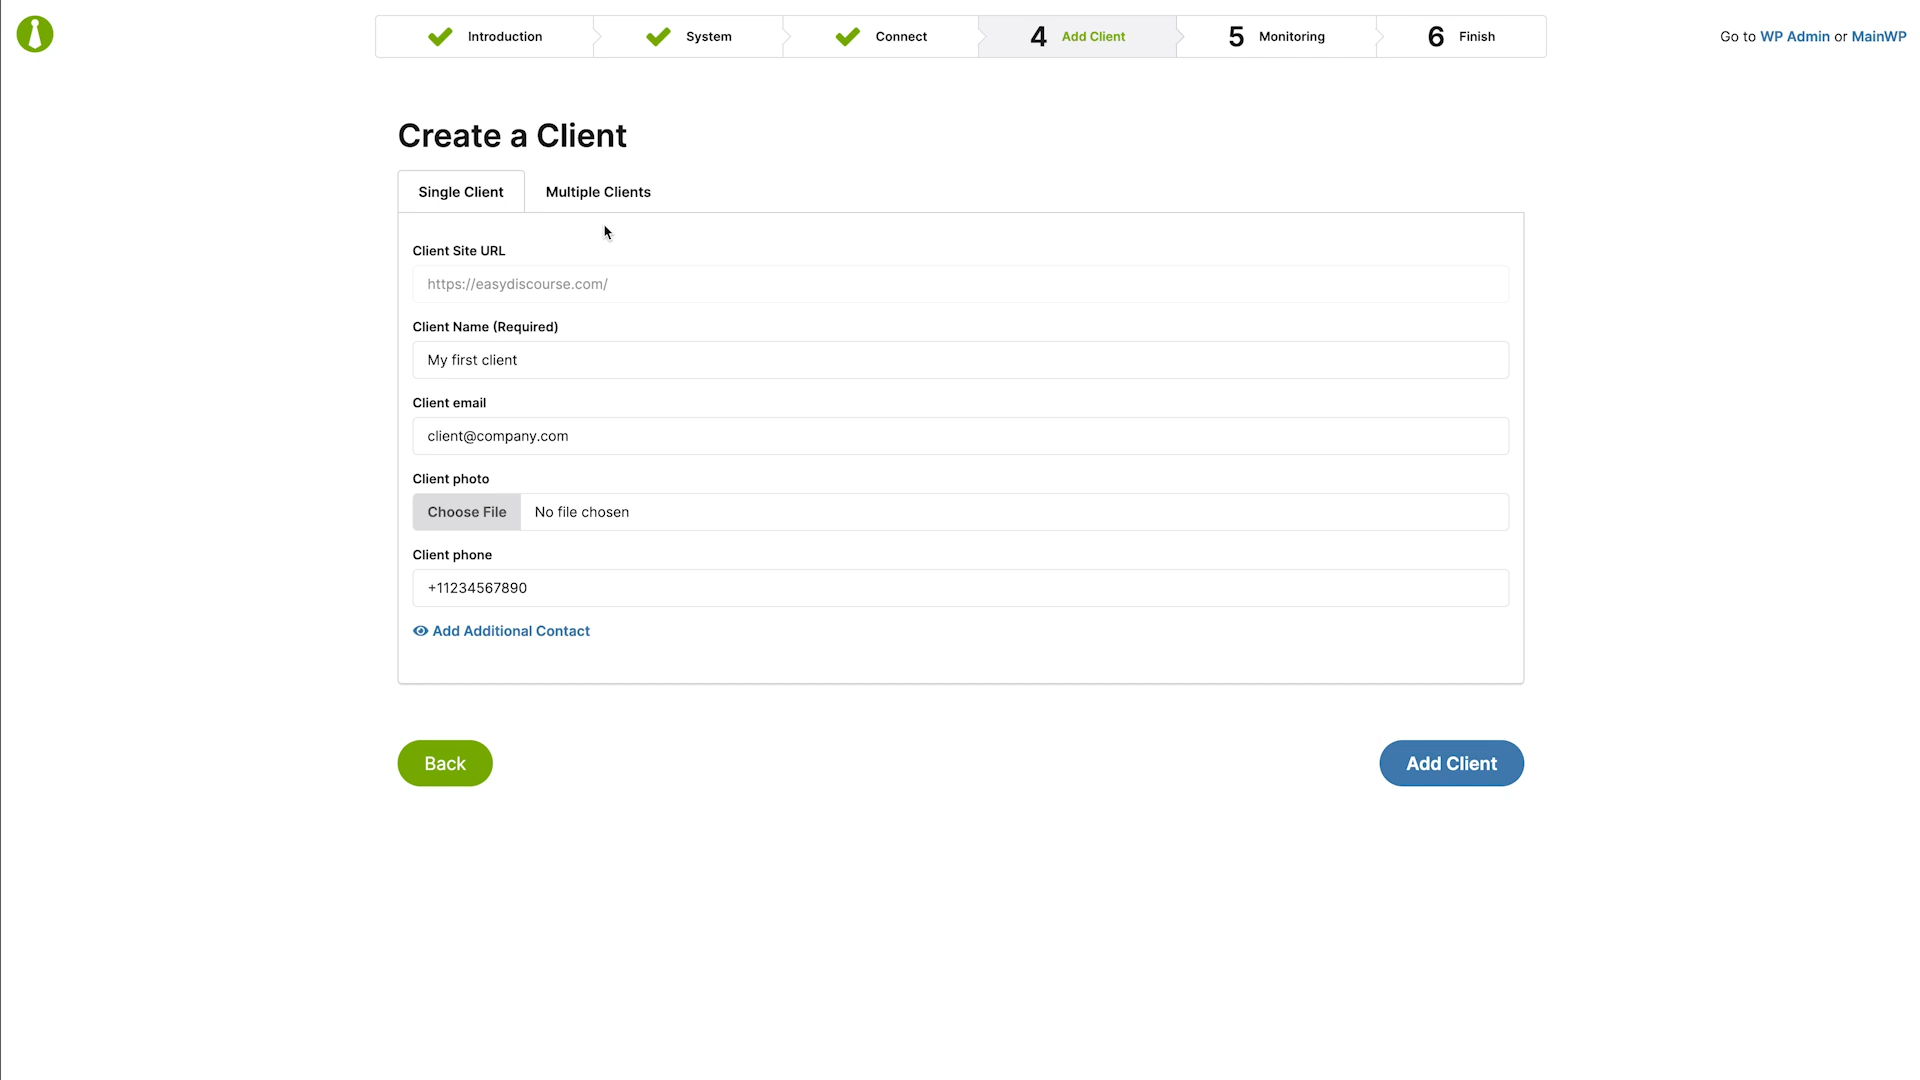 Introduction
System
Connect
4 Add Client
5 Monitoring
6 Finish
Go to WP Admin or MainWP
Create a Client
Single Client
Multiple Clients
Client Site URL
https://easydiscourse.com/
Client Name (Required)
My first client
Client email
client@company.com
Client photo
Choose File No file chosen
Client phone
+11234567890
Add Additional Contact
Back
Add Client